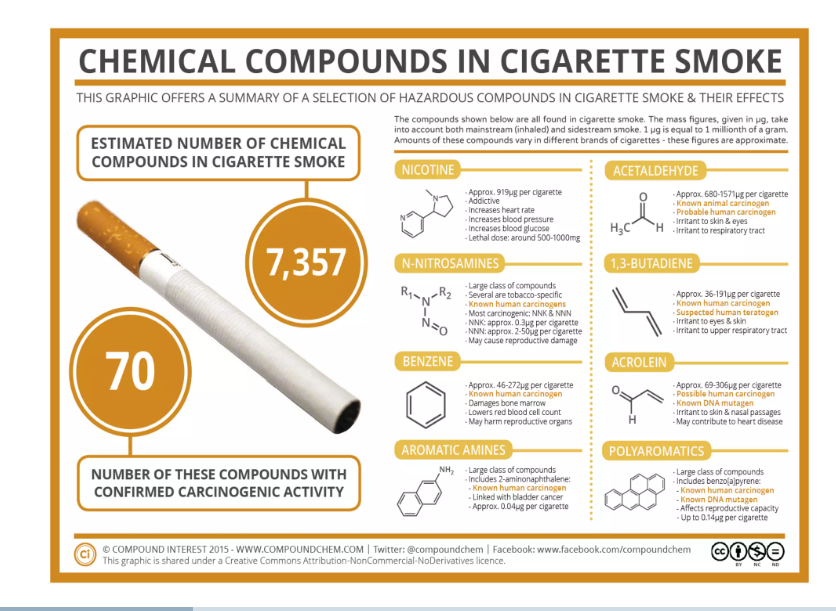 CHEMICAL COMPOUNDS IN CIGARETTE SMOKE
THIS GRAPHIC OFFERS A SUMMARY OF A SELECTION OF HAZARDOUS COMPOUNDS IN CIGARETTE SMOKE & THEIR EFFECTS
ESTIMATED NUMBER OF CHEMICAL
COMPOUNDS IN CIGARETTE SMOKE
7,357
70
NUMBER OF THESE COMPOUNDS WITH
CONFIRMED CARCINOGENIC ACTIVITY
The compounds shown below are all found in cigarette smoke. The mass figures, given in µg, take
into account both mainstream (inhaled) and sidestream smoke. 1 µg is equal to 1 millionth of a gram.
Amounts of these compounds vary in different brands of cigarettes - these figures are approximate.
NICOTINE
N
N
- Approx. 919µg per cigarette
- Addictive
- Increases heart rate
- Increases blood pressure
- Increases blood glucose
- Lethal dose: around 500-1000mg
N-NITROSAMINES
R1 N R2
N O
- Large class of compounds
- Several are tobacco-specific
- Known human carcinogens
- Most carcinogenic: NNK & NNN
- NNK: approx. 0.3µg per cigarette
- NNN: approx. 2-50µg per cigarette
- May cause reproductive damage
BENZENE
- Approx. 46-272µg per cigarette
- Known human carcinogen
- Damages bone marrow
- Lowers red blood cell count
- May harm reproductive organs
AROMATIC AMINES
NH2
- Large class of compounds
- Includes 2-aminonaphthalene:
- Known human carcinogen
- Linked with bladder cancer
- Approx. 0.04µg per cigarette
ACETALDEHYDE
O
H3C H
- Approx. 680-1571µg per cigarette
- Known animal carcinogen
- Probable human carcinogen
- Irritant to skin & eyes
- Irritant to respiratory tract
1,3-BUTADIENE
- Approx. 36-191µg per cigarette
- Known human carcinogen
- Suspected human teratogen
- Irritant to eyes & skin
- Irritant to upper respiratory tract
ACROLEIN
O
H
- Approx. 69-306µg per cigarette
- Possible human carcinogen
- Known DNA mutagen
- Irritant to skin & nasal passages
- May contribute to heart disease
POLYAROMATICS
- Large class of compounds
- Includes benzo[a]pyrene:
- Known human carcinogen
- Known DNA mutagen
- Affects reproductive capacity
- Up to 0.14µg per cigarette
Ci
© COMPOUND INTEREST 2015 - WWW.COMPOUNDCHEM.COM | Twitter: @compoundchem | Facebook: www.facebook.com/compoundchem
This graphic is shared under a Creative Commons Attribution-NonCommercial-NoDerivatives licence.
cc
BY NC ND